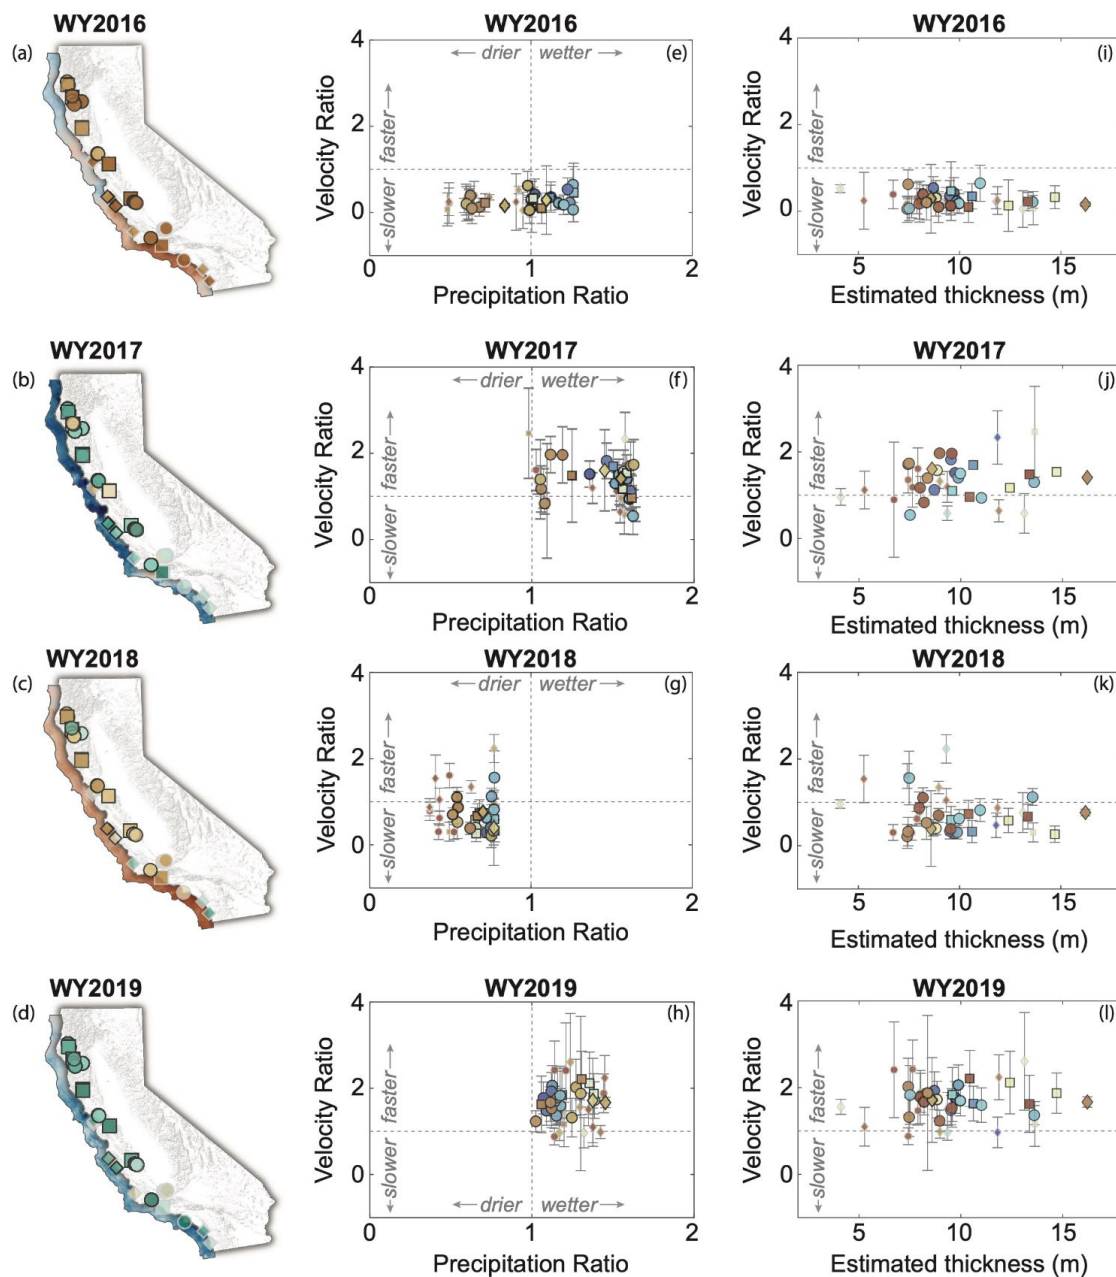 WY2016
WY2016
WY2016
(a)
(e)
(i)
4
2
0
Velocity Ratio
slower
faster
drier
wetter
0
1
2
Precipitation Ratio
4
2
0
Velocity Ratio
slower
faster
5
10
15
Estimated thickness (m)
WY2017
WY2017
WY2017
(b)
(f)
(j)
4
2
0
Velocity Ratio
slower
faster
drier
wetter
0
1
2
Precipitation Ratio
4
2
0
Velocity Ratio
slower
faster
5
10
15
Estimated thickness (m)
WY2018
WY2018
WY2018
(c)
(g)
(k)
4
2
0
Velocity Ratio
slower
faster
drier
wetter
0
1
2
Precipitation Ratio
4
2
0
Velocity Ratio
slower
faster
5
10
15
Estimated thickness (m)
WY2019
WY2019
WY2019
(d)
(h)
(l)
4
2
0
Velocity Ratio
slower
faster
drier
wetter
0
1
2
Precipitation Ratio
4
2
0
Velocity Ratio
slower
faster
5
10
15
Estimated thickness (m)